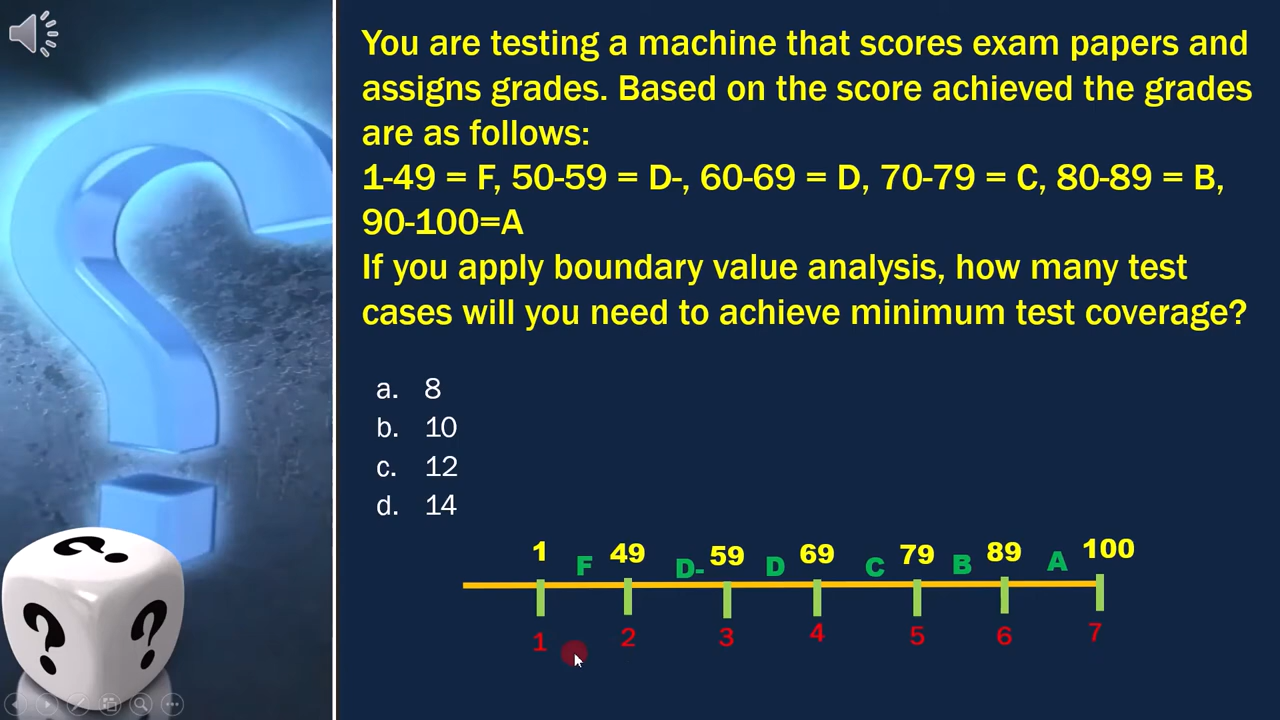 You are testing a machine that scores exam papers and
assigns grades. Based on the score achieved the grades
are as follows:
1-49 = F, 50-59 = D-, 60-69 = D, 70-79 = C, 80-89 = B,
90-100=A
If you apply boundary value analysis, how many test
cases will you need to achieve minimum test coverage?
a. 8
b. 10
c. 12
d. 14
1 F 49 D- 59 D 69 C 79 B 89 A 100
1 2 3 4 5 6 7
? ? ?